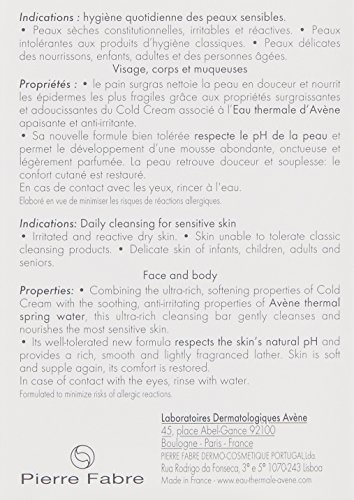 Indications : hygiène quotidienne des peaux sensibles.
• Peaux sèches constitutionnelles, irritables et réactives. • Peaux
intolérantes aux produits d'hygiène classiques. • Peaux délicates
des nourrissons, enfants, adultes et des personnes âgées.
Visage, corps et muqueuses
Propriétés : • le pain surgras nettoie la peau en douceur et nourrit
les épidermes les plus fragiles grâce aux propriétés surgraissantes
et adoucissantes du Cold Cream associé à l'Eau thermale d'Avène
apaisante et anti-irritante.
• Sa nouvelle formule bien tolérée respecte le pH de la peau et
permet le développement d'une mousse abondante, onctueuse et
légèrement parfumée. La peau retrouve douceur et souplesse: le
confort cutané est restauré.
En cas de contact avec les yeux, rincer à l'eau.
Elaboré en vue de minimiser les risques de réactions allergiques.
Indications: Daily cleansing for sensitive skin
• Irritated and reactive dry skin. • Skin unable to tolerate classic
cleansing products. • Delicate skin of infants, children, adults and
seniors.
Face and body
Properties: • Combining the ultra-rich, softening properties of Cold
Cream with the soothing, anti-irritating properties of Avène thermal
spring water, this ultra-rich cleansing bar gently cleanses and
nourishes the most sensitive skin.
• Its well-tolerated new formula respects the skin's natural pH and
provides a rich, smooth and lightly fragranced lather. Skin is soft
and supple again, its comfort is restored.
In case of contact with the eyes, rinse with water.
Formulated to minimize risks of allergic reactions.
Laboratoires Dermatologiques Avène
45, place Abel-Gance 92100
Boulogne - Paris - France
PIERRE FABRE DERMO-COSMETIQUE PORTUGAL Lda.
Rua Rodrigo da Fonseca, 3º e 5º 1070-243 Lisboa
Made in France - www.eau-thermale-avene.com
Pierre Fabre